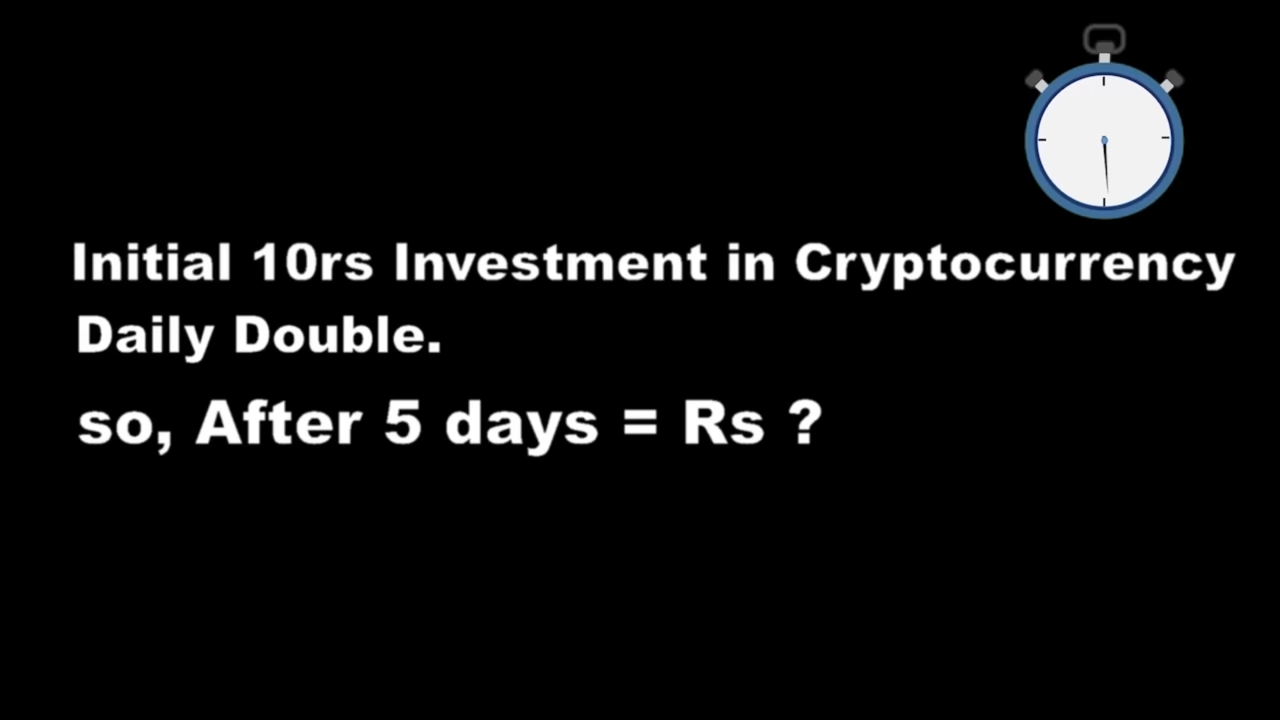 Initial 10rs Investment in Cryptocurrency
Daily Double.
so, After 5 days = Rs ?